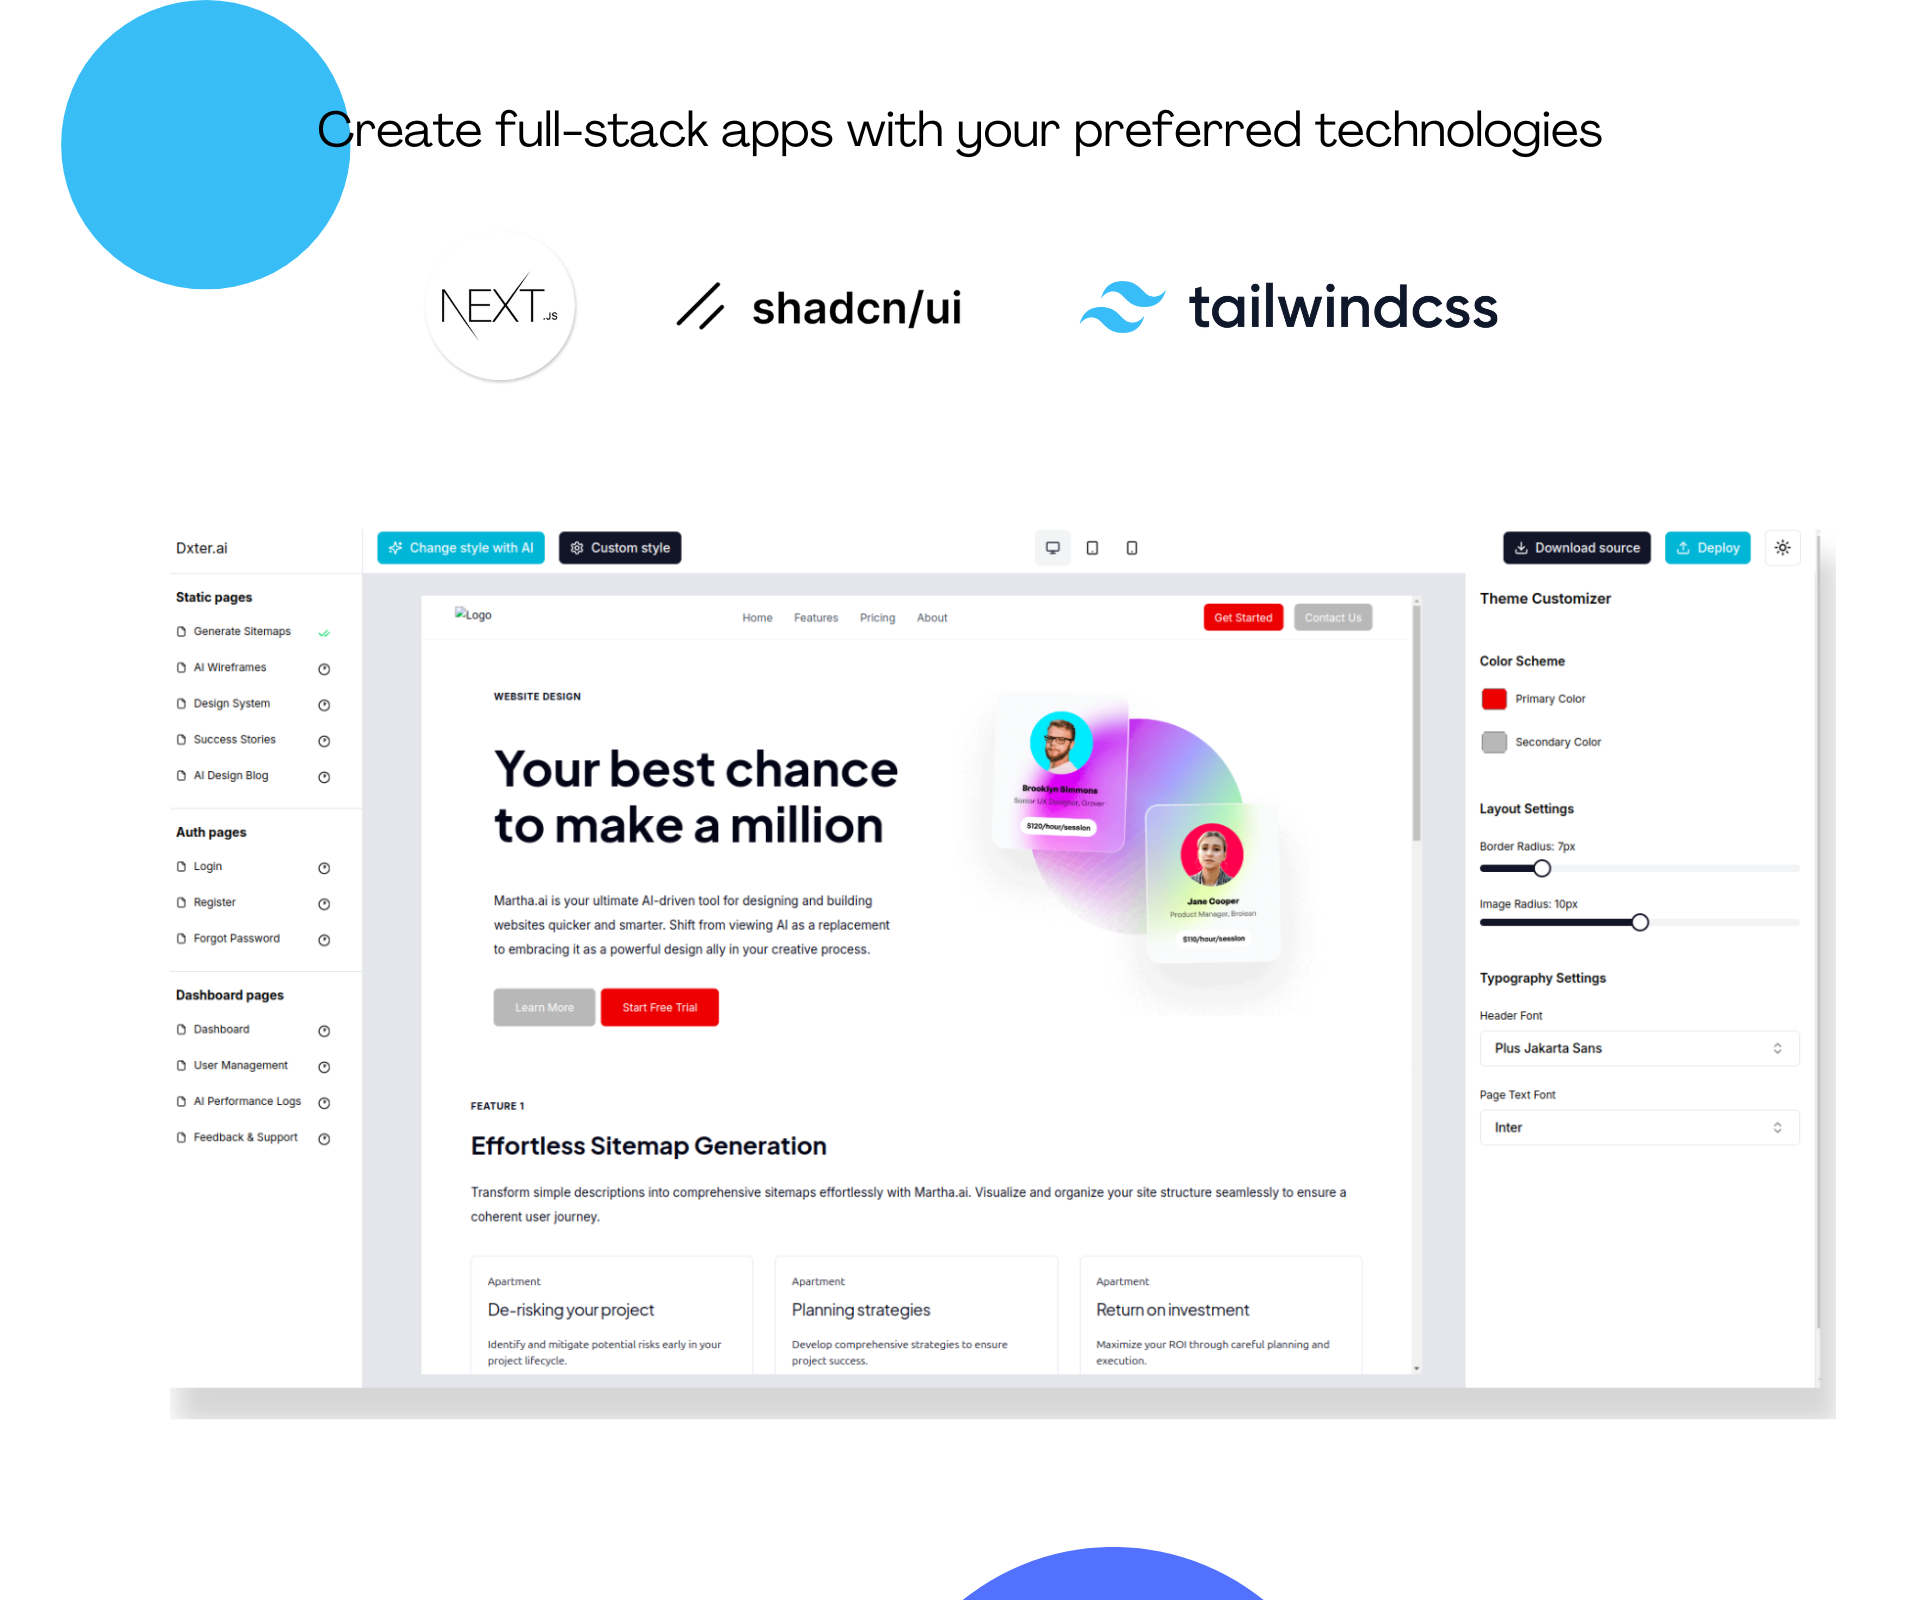 Create full-stack apps with your preferred technologies
NEXT.JS
shadcn/ui
tailwindcss
Dxter.ai
Change style with AI
Custom style
Download source
Deploy
Static pages
Generate Sitemaps
AI Wireframes
Design System
Success Stories
AI Design Blog
Auth pages
Login
Register
Forgot Password
Dashboard pages
Dashboard
User Management
AI Performance Logs
Feedback & Support
Logo
Home Features Pricing About
Get Started
Contact Us
WEBSITE DESIGN
Your best chance
to make a million
Martha.ai is your ultimate AI-driven tool for designing and building
websites quicker and smarter. Shift from viewing AI as a replacement
to embracing it as a powerful design ally in your creative process.
Learn More
Start Free Trial
Brooklyn Simmons
Senior UX Designer, Grover
$120/hour/session
Jane Cooper
Product Manager, Brolean
$110/hour/session
FEATURE 1
Effortless Sitemap Generation
Transform simple descriptions into comprehensive sitemaps effortlessly with Martha.ai. Visualize and organize your site structure seamlessly to ensure a
coherent user journey.
Apartment
De-risking your project
Identify and mitigate potential risks early in your
project lifecycle.
Apartment
Planning strategies
Develop comprehensive strategies to ensure
project success.
Apartment
Return on investment
Maximize your ROI through careful planning and
execution.
Theme Customizer
Color Scheme
Primary Color
Secondary Color
Layout Settings
Border Radius: 7px
Image Radius: 10px
Typography Settings
Header Font
Plus Jakarta Sans
Page Text Font
Inter